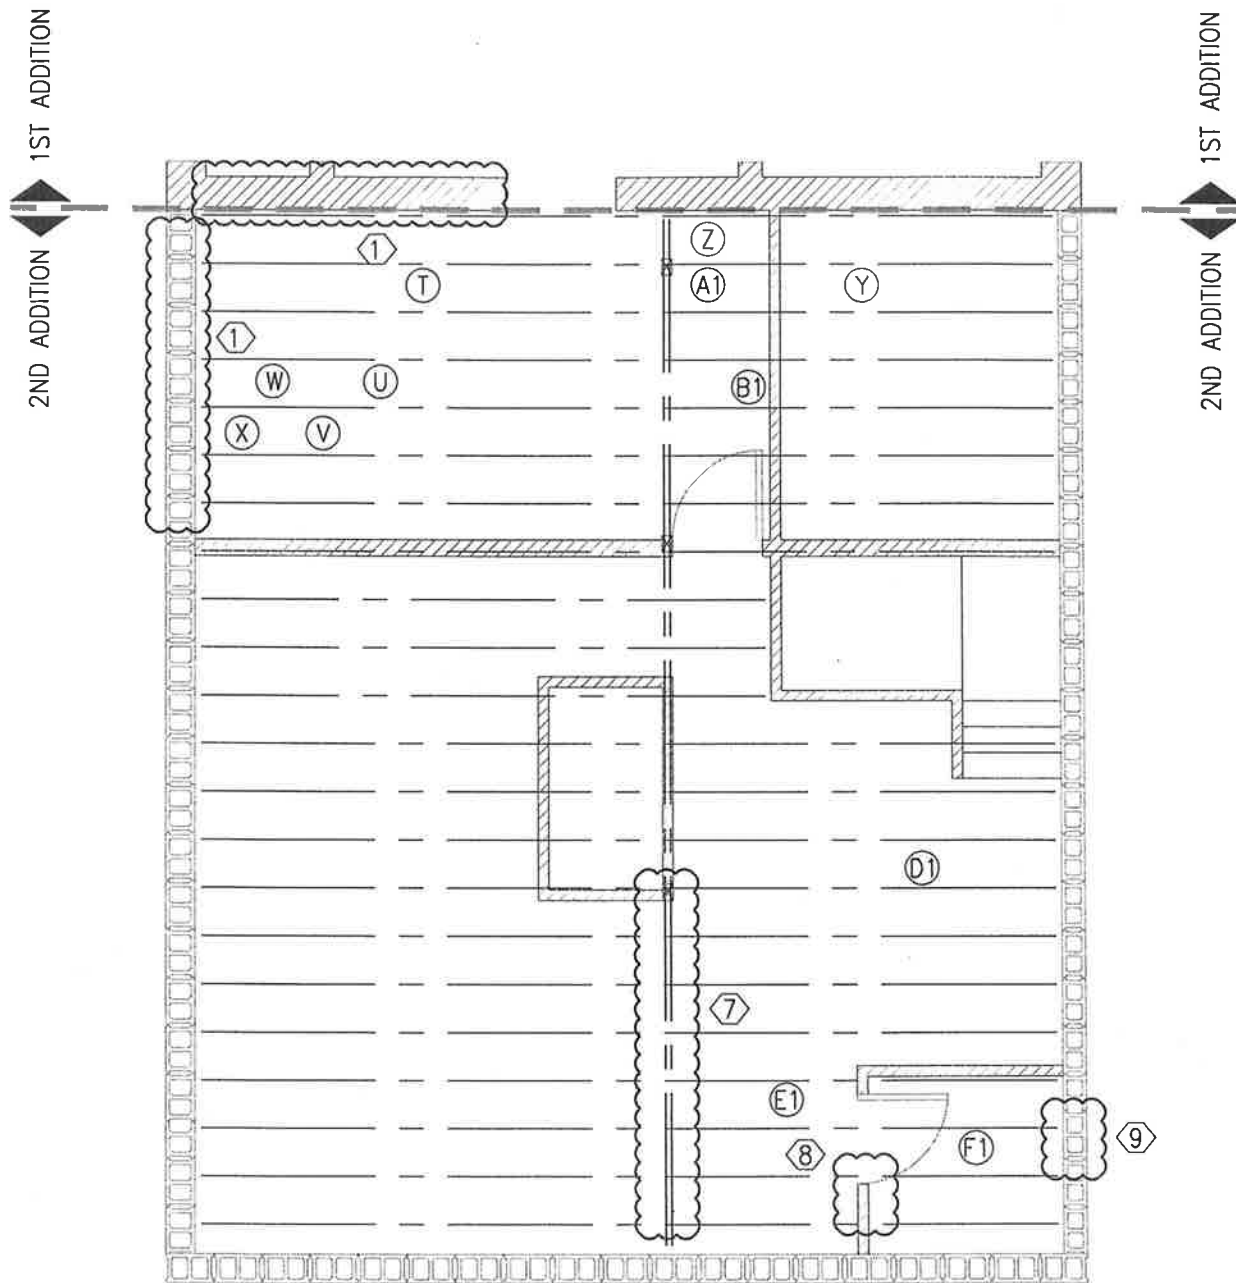 1ST ADDITION
2ND ADDITION
1ST ADDITION
2ND ADDITION
Z
1
T
A1
Y
1
W
U
B1
X
V
D1
7
E1
8
F1
9